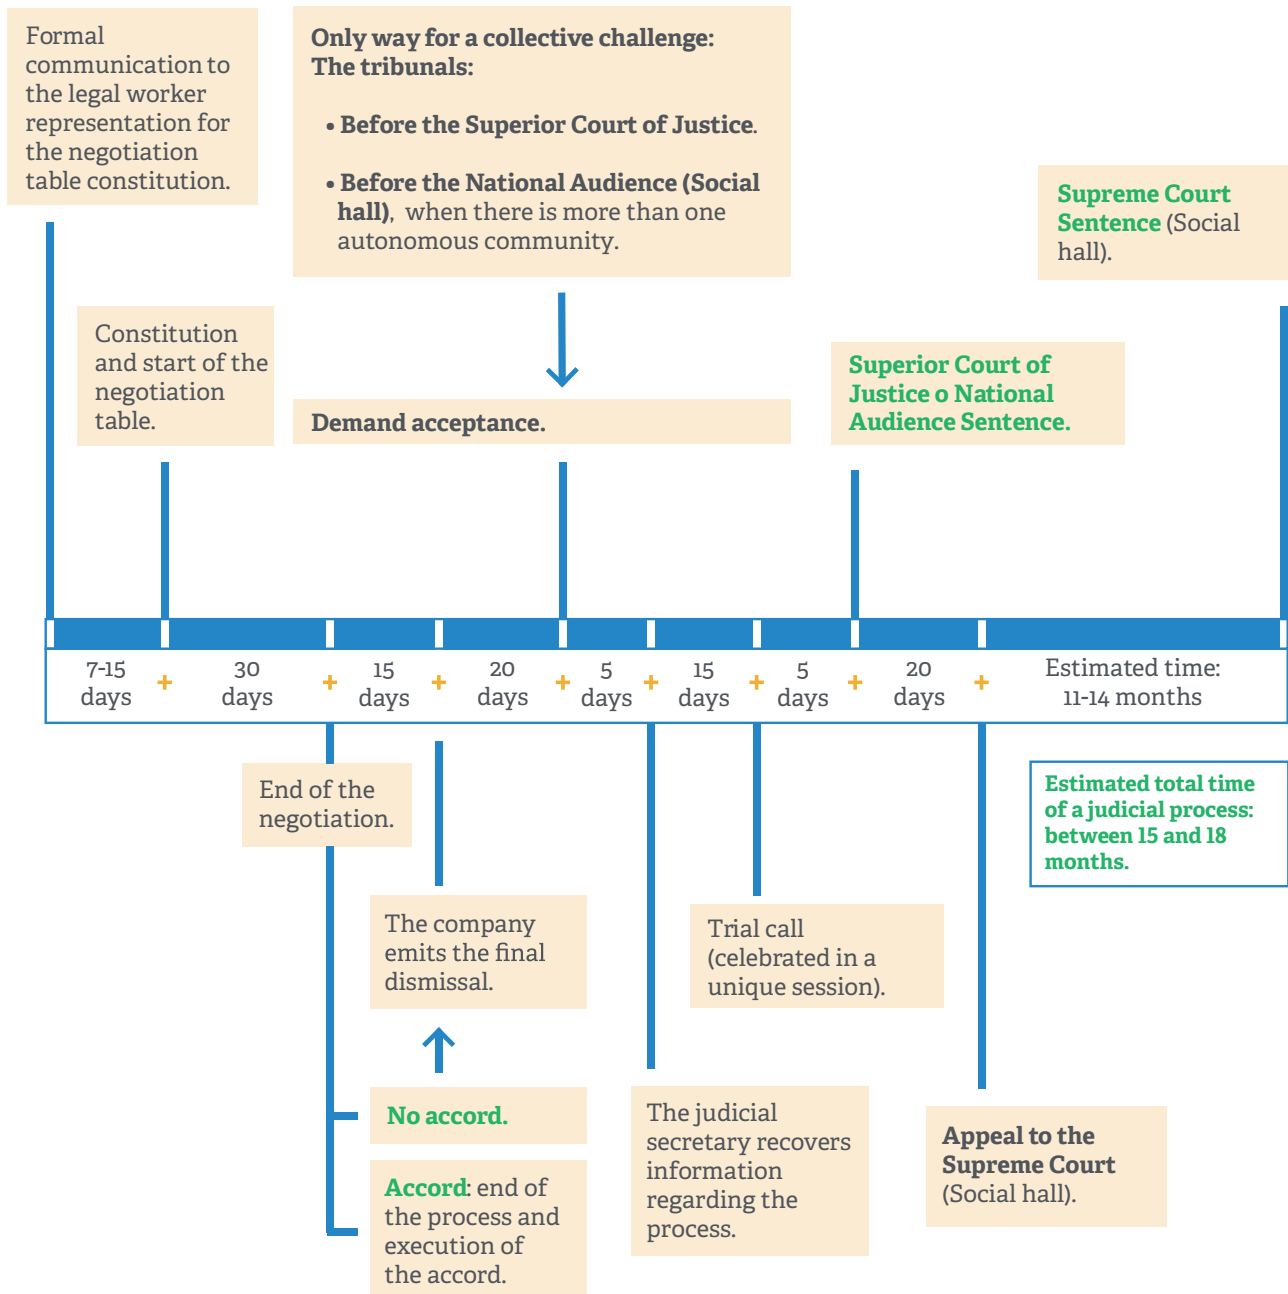 Formal
communication to
the legal worker
representation for
the negotiation
table constitution.
Only way for a collective challenge:
The tribunals:
• Before the Superior Court of Justice.
• Before the National Audience (Social
hall), when there is more than one
autonomous community.
Supreme Court
Sentence (Social
hall).
Constitution
and start of the
negotiation
table.
Demand acceptance.
Superior Court of
Justice o National
Audience Sentence.
7-15
days
+
30
days
+
15
days
+
20
days
+
5
days
+
15
days
+
5
days
+
20
days
+
Estimated time:
11-14 months
End of the
negotiation.
Estimated total time
of a judicial process:
between 15 and 18
months.
The company
emits the final
dismissal.
Trial call
(celebrated in a
unique session).
No accord.
Accord: end of
the process and
execution of
the accord.
The judicial
secretary recovers
information
regarding the
process.
Appeal to the
Supreme Court
(Social hall).